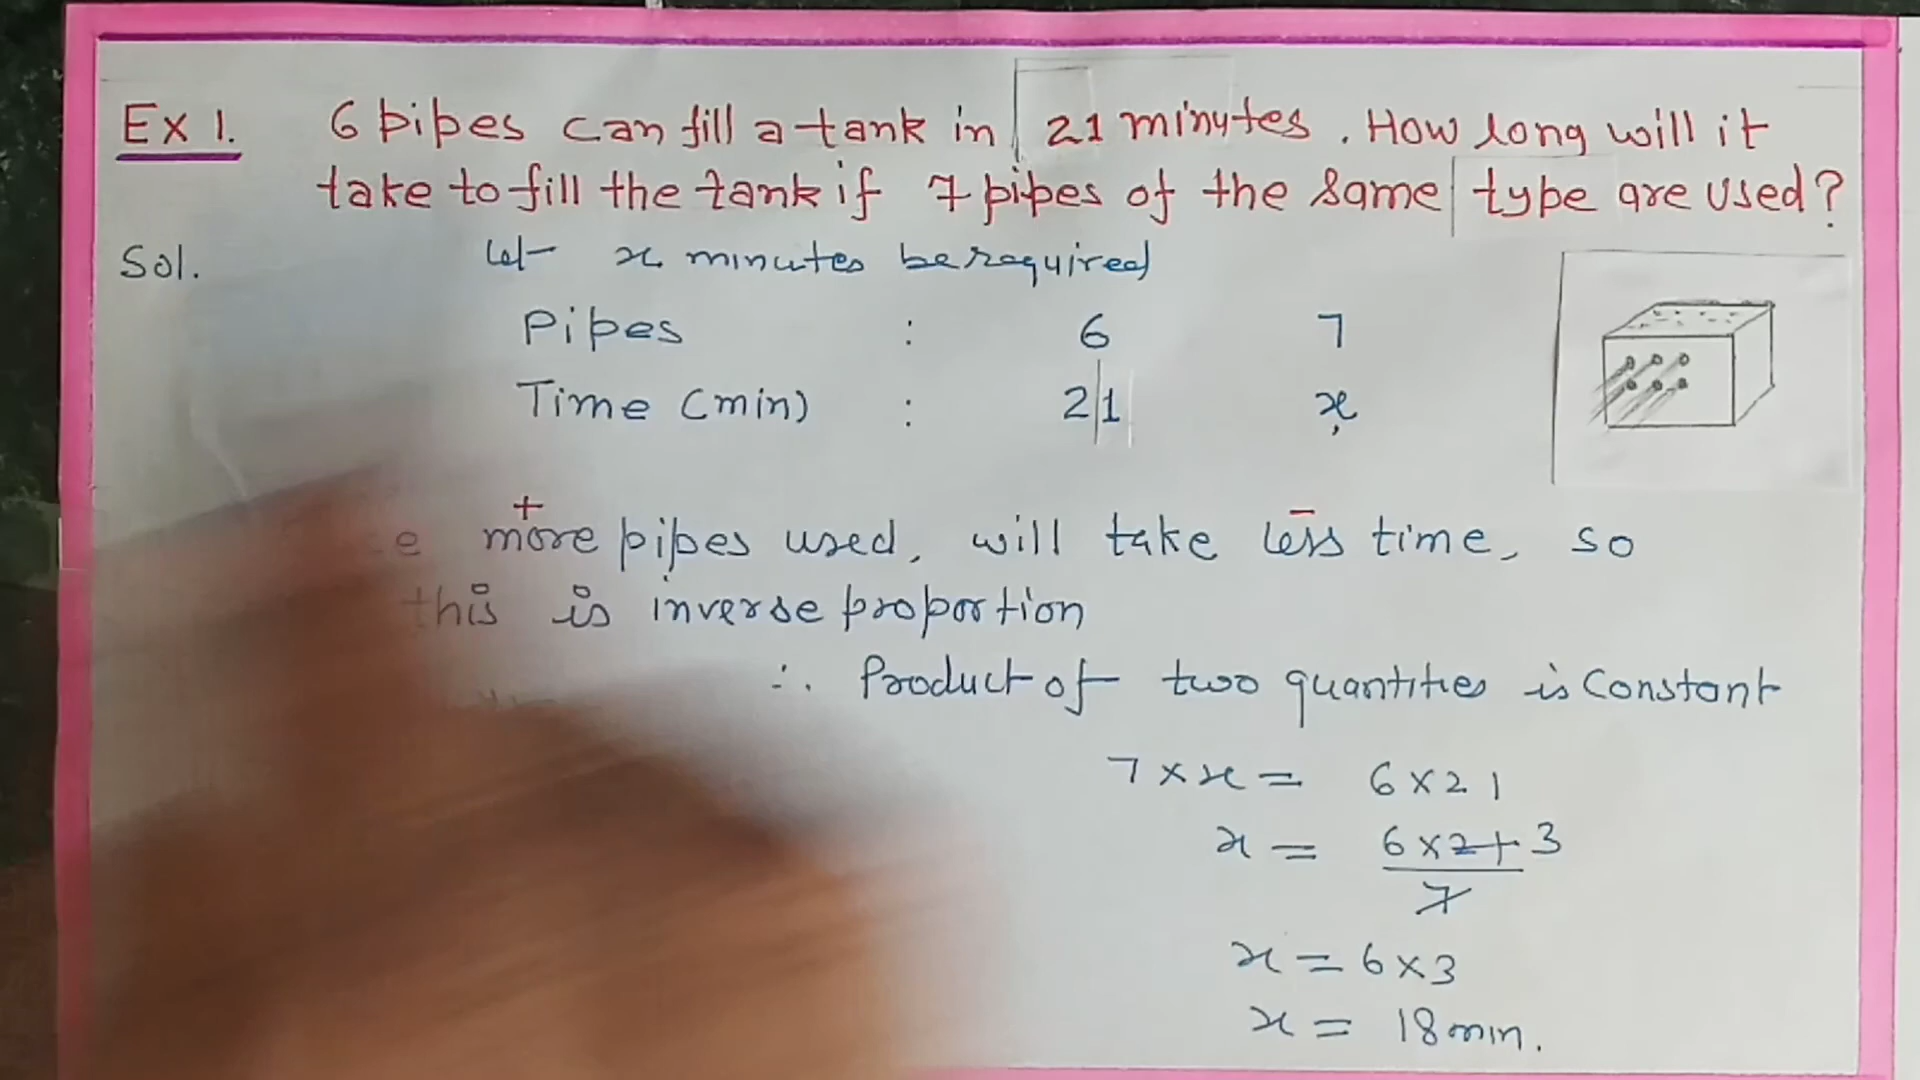 Ex 1. 6 pipes can fill a tank in 21 minutes. How long will it
take to fill the tank if 7 pipes of the same type are used?
Sol. Let x minutes be required
Pipes : 6 7
Time (min) : 21 x
+ -
more pipes used, will take less time, so
this is inverse proportion
∴ Product of two quantities is Constant
7 × x = 6 × 21
x = 6 × 21 3
7
x = 6 × 3
x = 18 min.